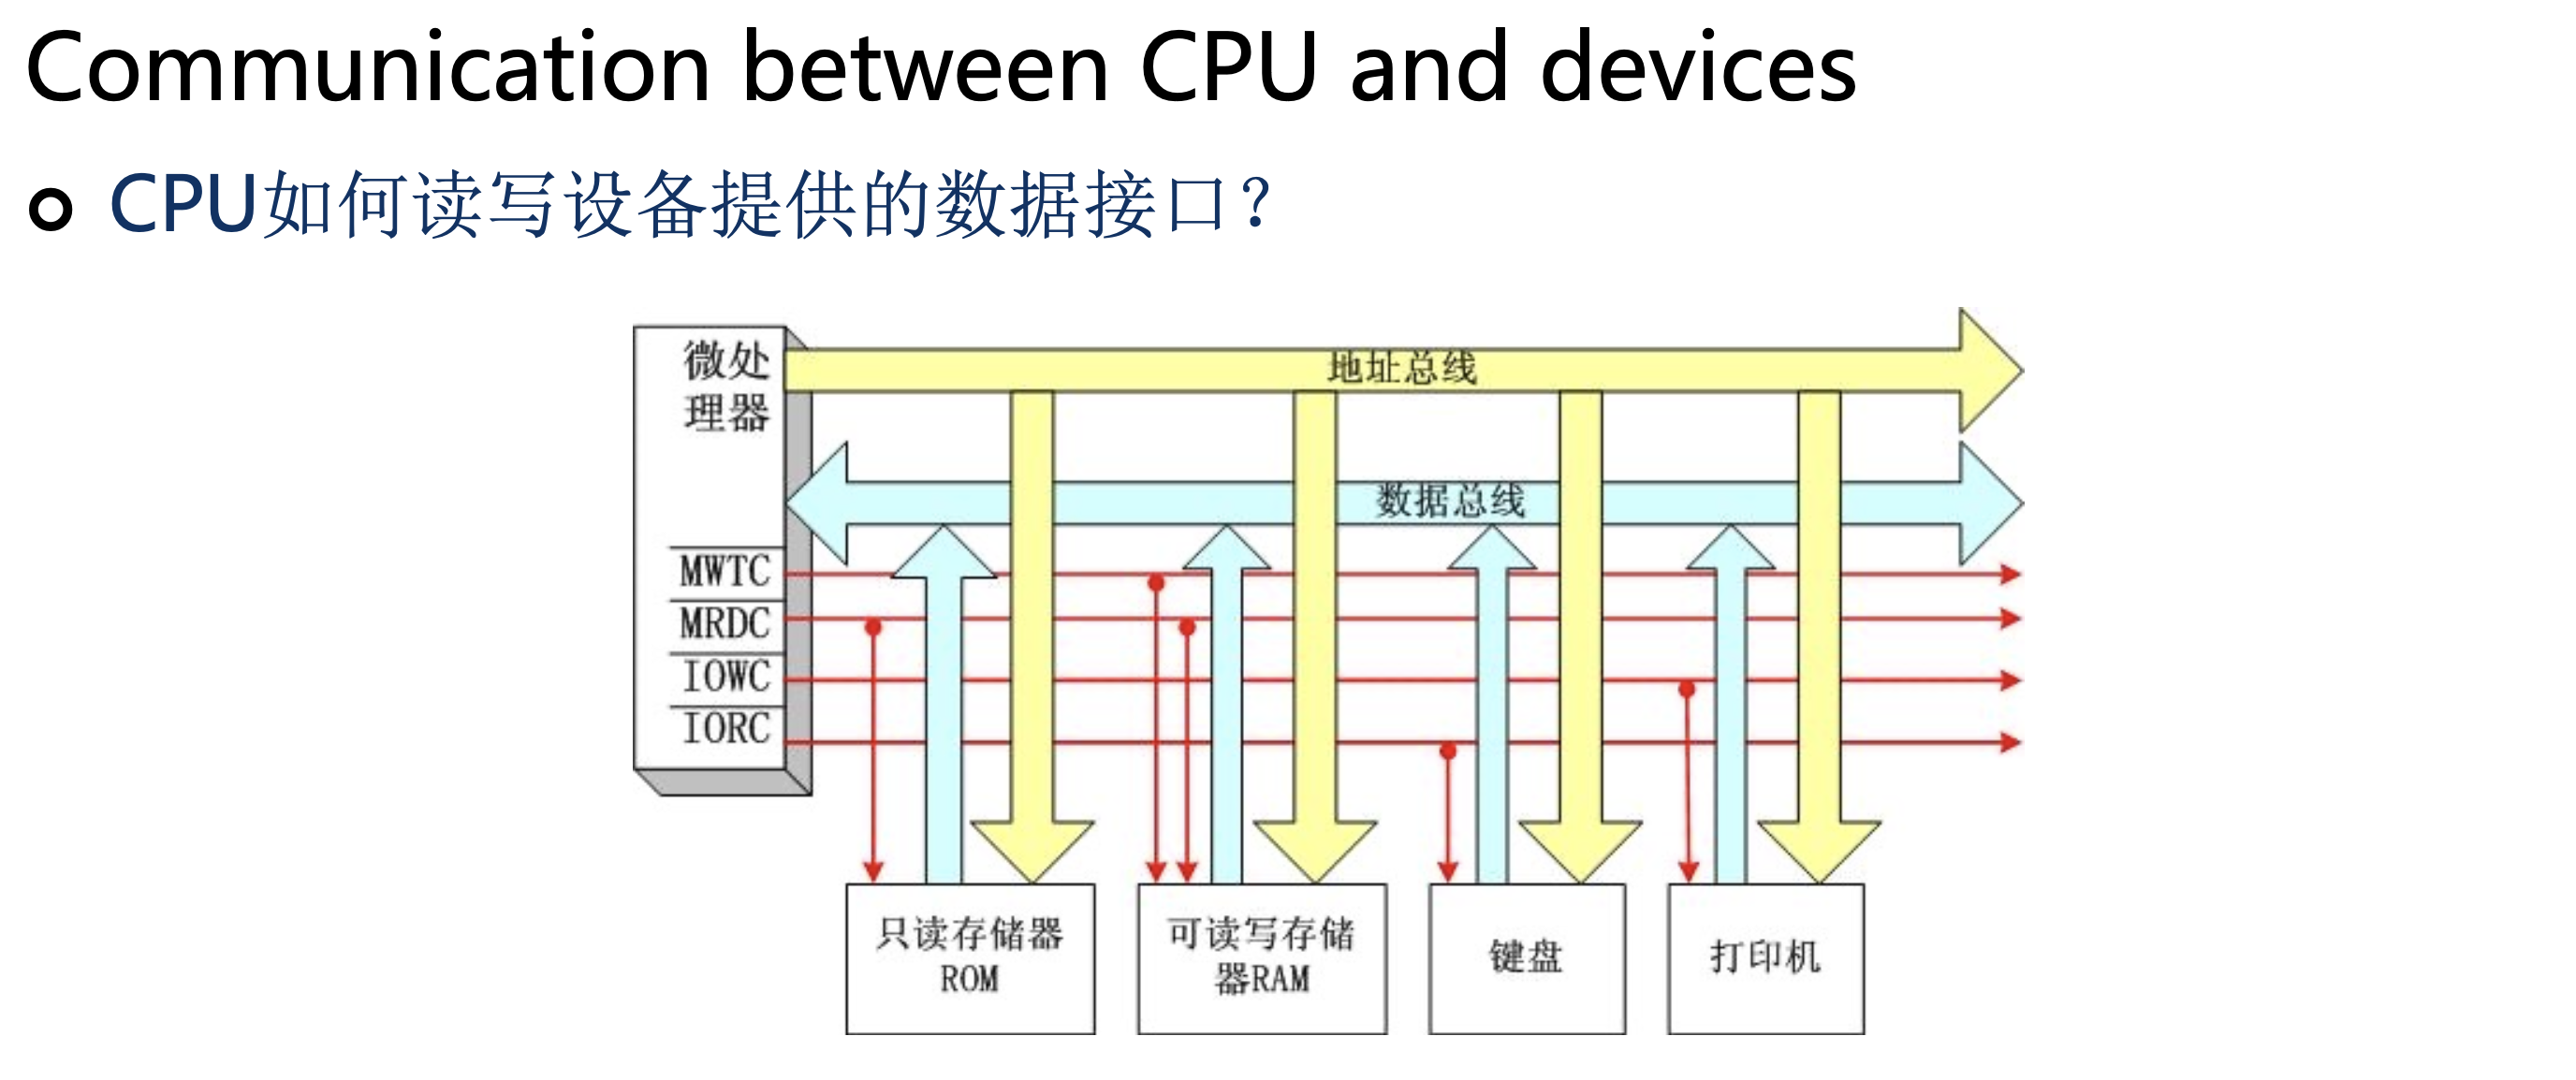 Communication between CPU and devices
CPU如何读写设备提供的数据接口？
微处
理器
地址总线
数据总线
MWTC
MRDC
IOWC
IORC
只读存储器
ROM
可读写存储
器RAM
键盘
打印机